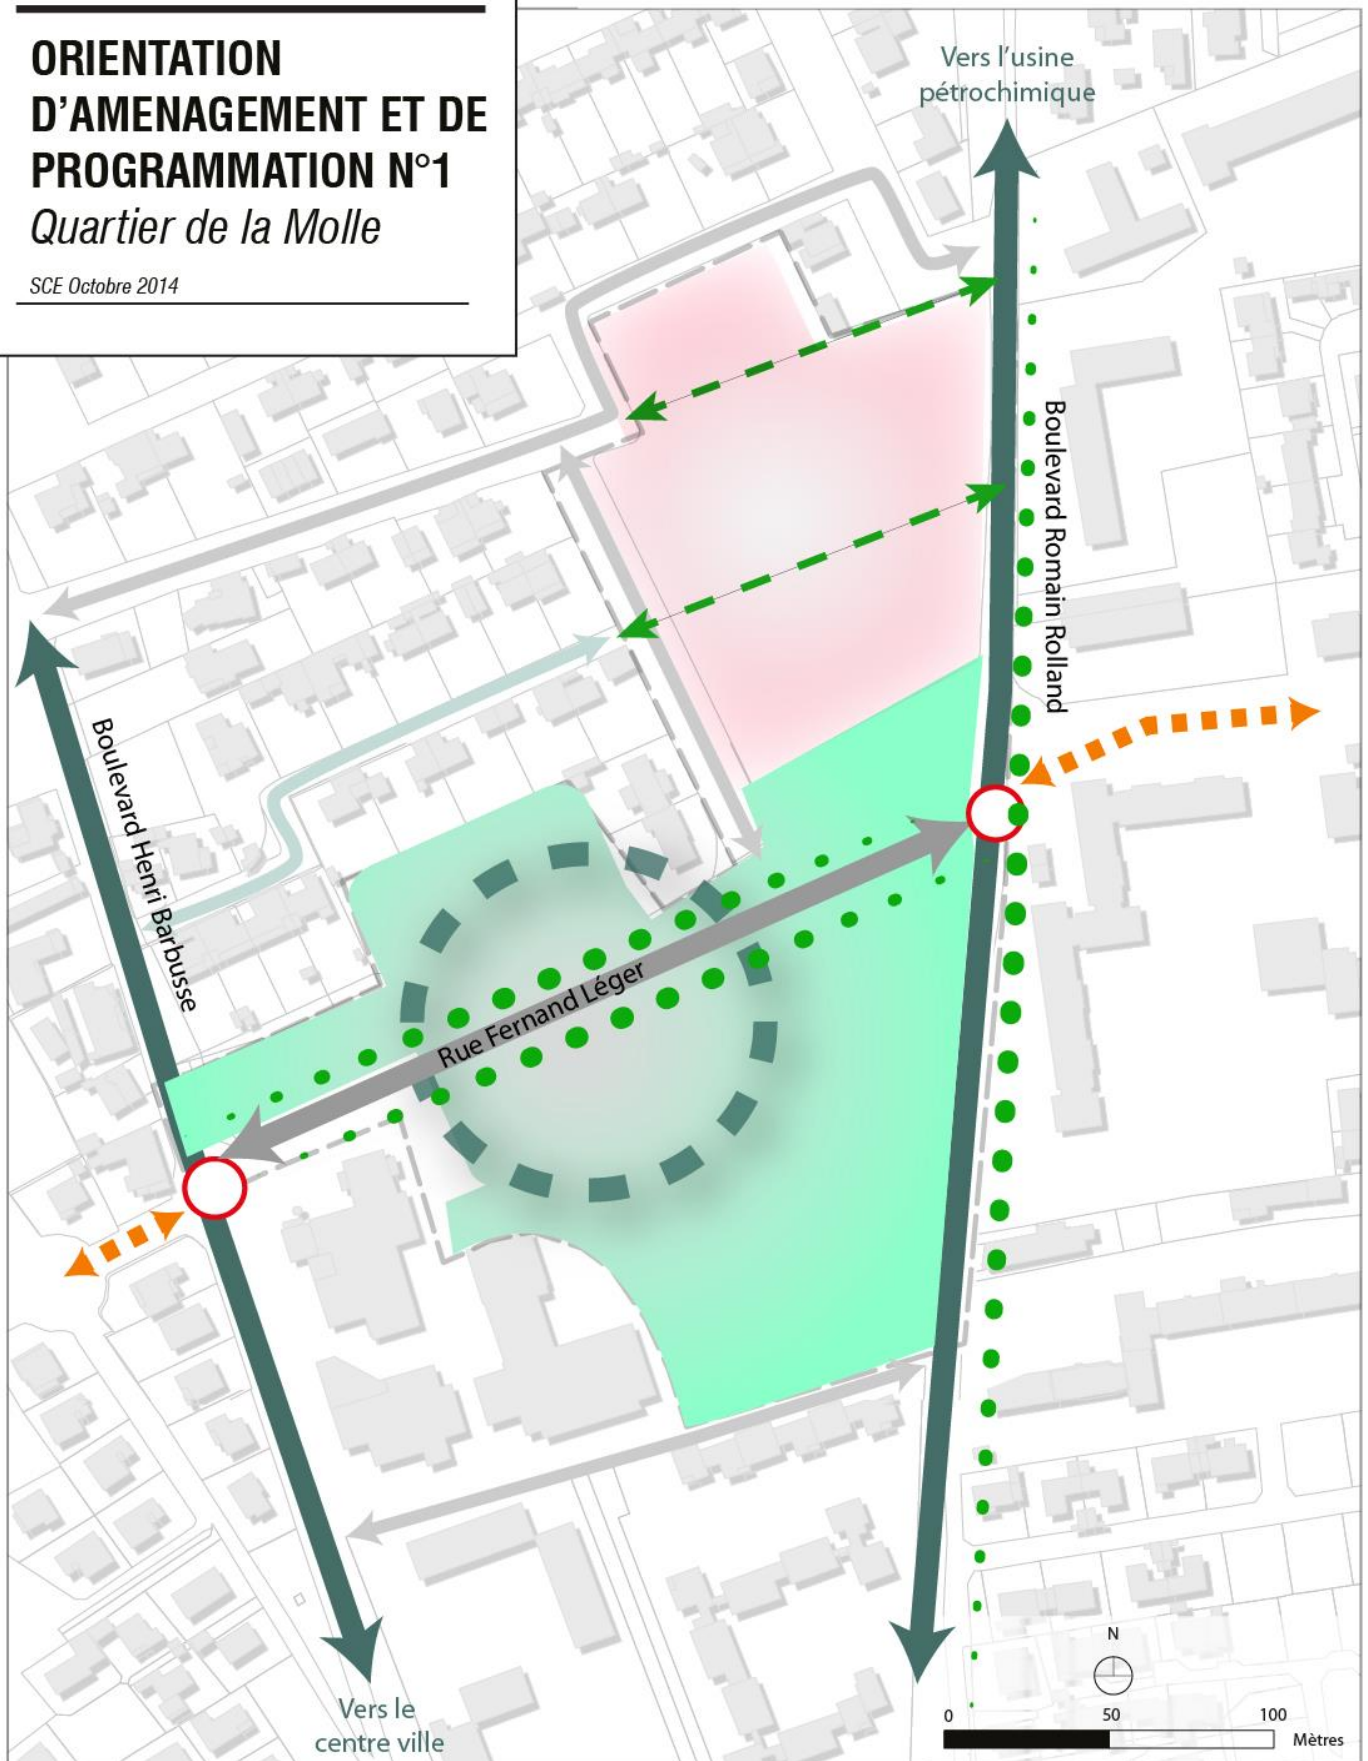 ORIENTATION
D'AMENAGEMENT ET DE
PROGRAMMATION N°1
Quartier de la Molle
SCE Octobre 2014
Vers l'usine
pétrochimique
Boulevard Romain Rolland
Boulevard Henri Barbusse
Rue Fernand Léger
Vers le
centre ville
N
0 50 100
Mètres